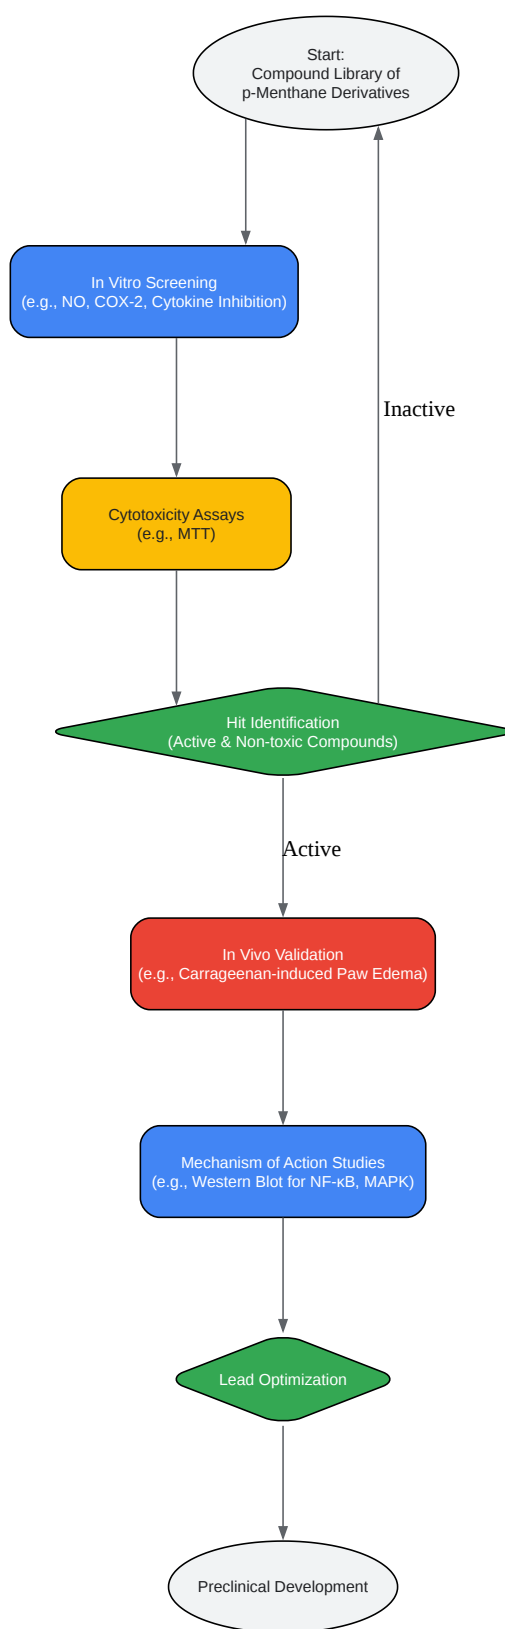 Start:
Compound Library of
p-Menthane Derivatives
In Vitro Screening
(e.g., NO, COX-2, Cytokine Inhibition)
Inactive
Cytotoxicity Assays
(e.g., MTT)
Hit Identification
(Active & Non-toxic Compounds)
Active
In Vivo Validation
(e.g., Carrageenan-induced Paw Edema)
Mechanism of Action Studies
(e.g., Western Blot for NF-κB, MAPK)
Lead Optimization
Preclinical Development